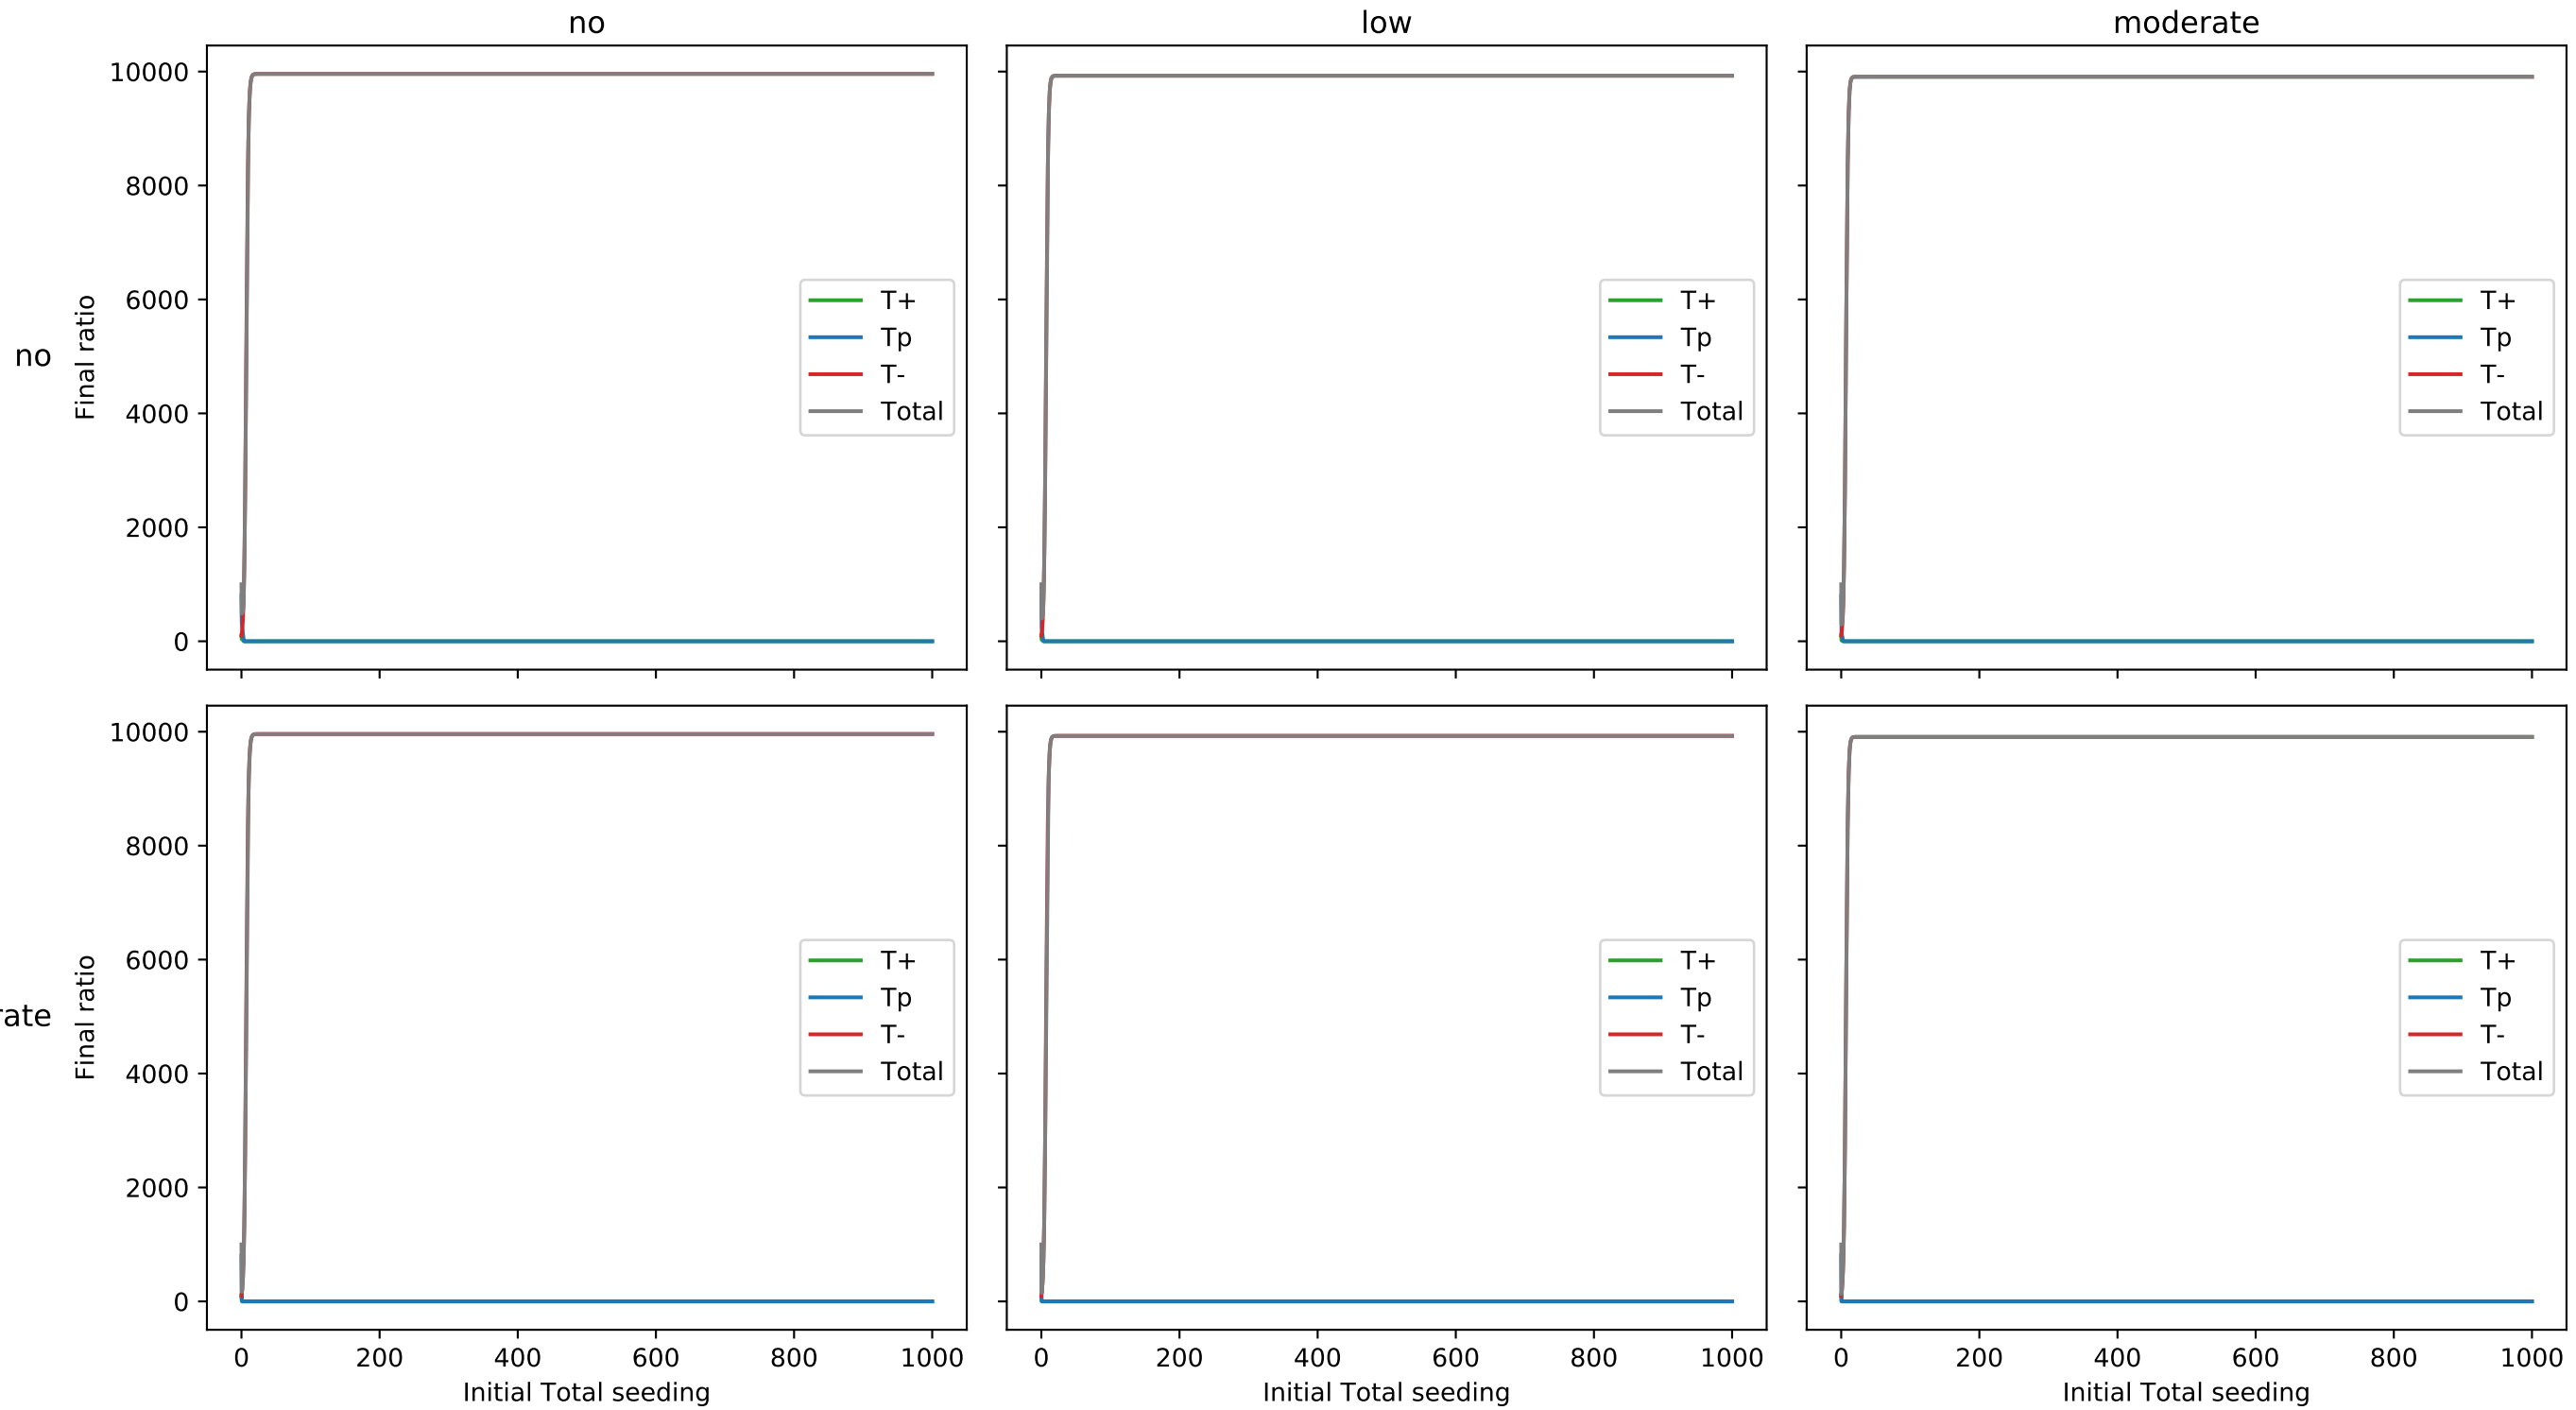 no low moderate
10000
8000
6000
4000
2000
0
Final ratio
no
T+
Tp
T-
Total
T+
Tp
T-
Total
T+
Tp
T-
Total
10000
8000
6000
4000
2000
0
Final ratio
rate
T+
Tp
T-
Total
T+
Tp
T-
Total
T+
Tp
T-
Total
0 200 400 600 800 1000
Initial Total seeding
0 200 400 600 800 1000
Initial Total seeding
0 200 400 600 800 1000
Initial Total seeding